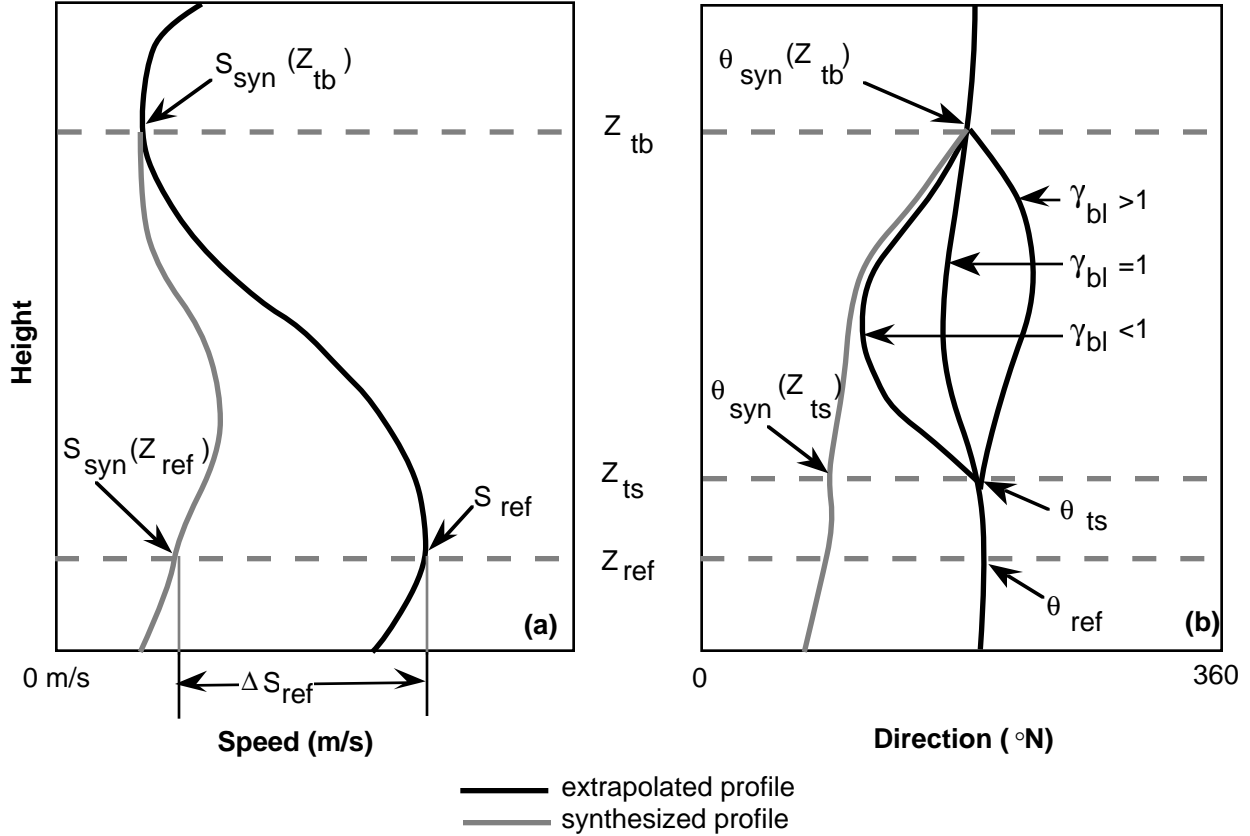 S syn (Z tb)
θ syn (Z tb)
Z tb
γ bl >1
γ bl =1
γ bl <1
Height
θ syn (Z ts)
S syn (Z ref)
Z ts
S ref
θ ts
Z ref
θ ref
(a)
(b)
0 m/s
Δ S ref
0
360
Speed (m/s)
Direction ( °N)
extrapolated profile
synthesized profile